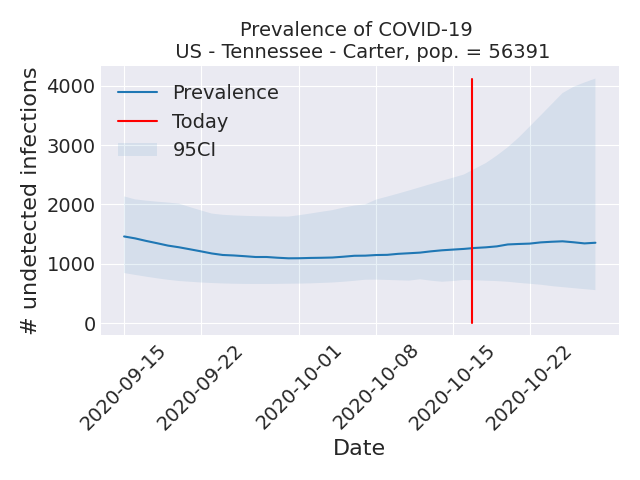 Prevalence of COVID-19
US - Tennessee - Carter, pop. = 56391
# undetected infections
4000
3000
2000
1000
0
Prevalence
Today
95CI
2020-09-15
2020-09-22
2020-10-01
2020-10-08
2020-10-15
2020-10-22
Date